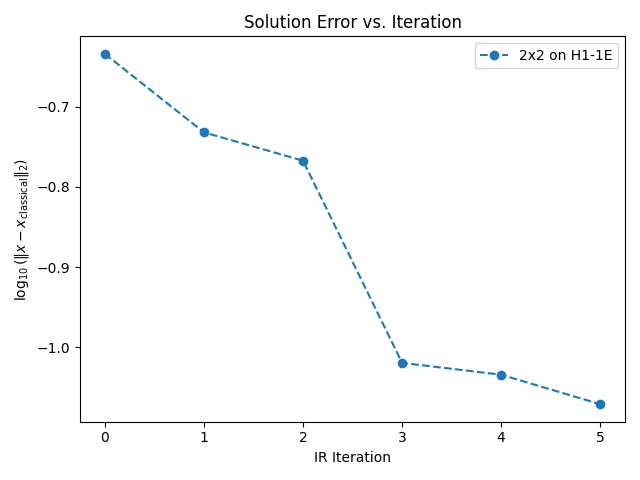 Solution Error vs. Iteration
2x2 on H1-1E
log₁₀(‖x − x_classical‖₂)
−0.7
−0.8
−0.9
−1.0
0 1 2 3 4 5
IR Iteration